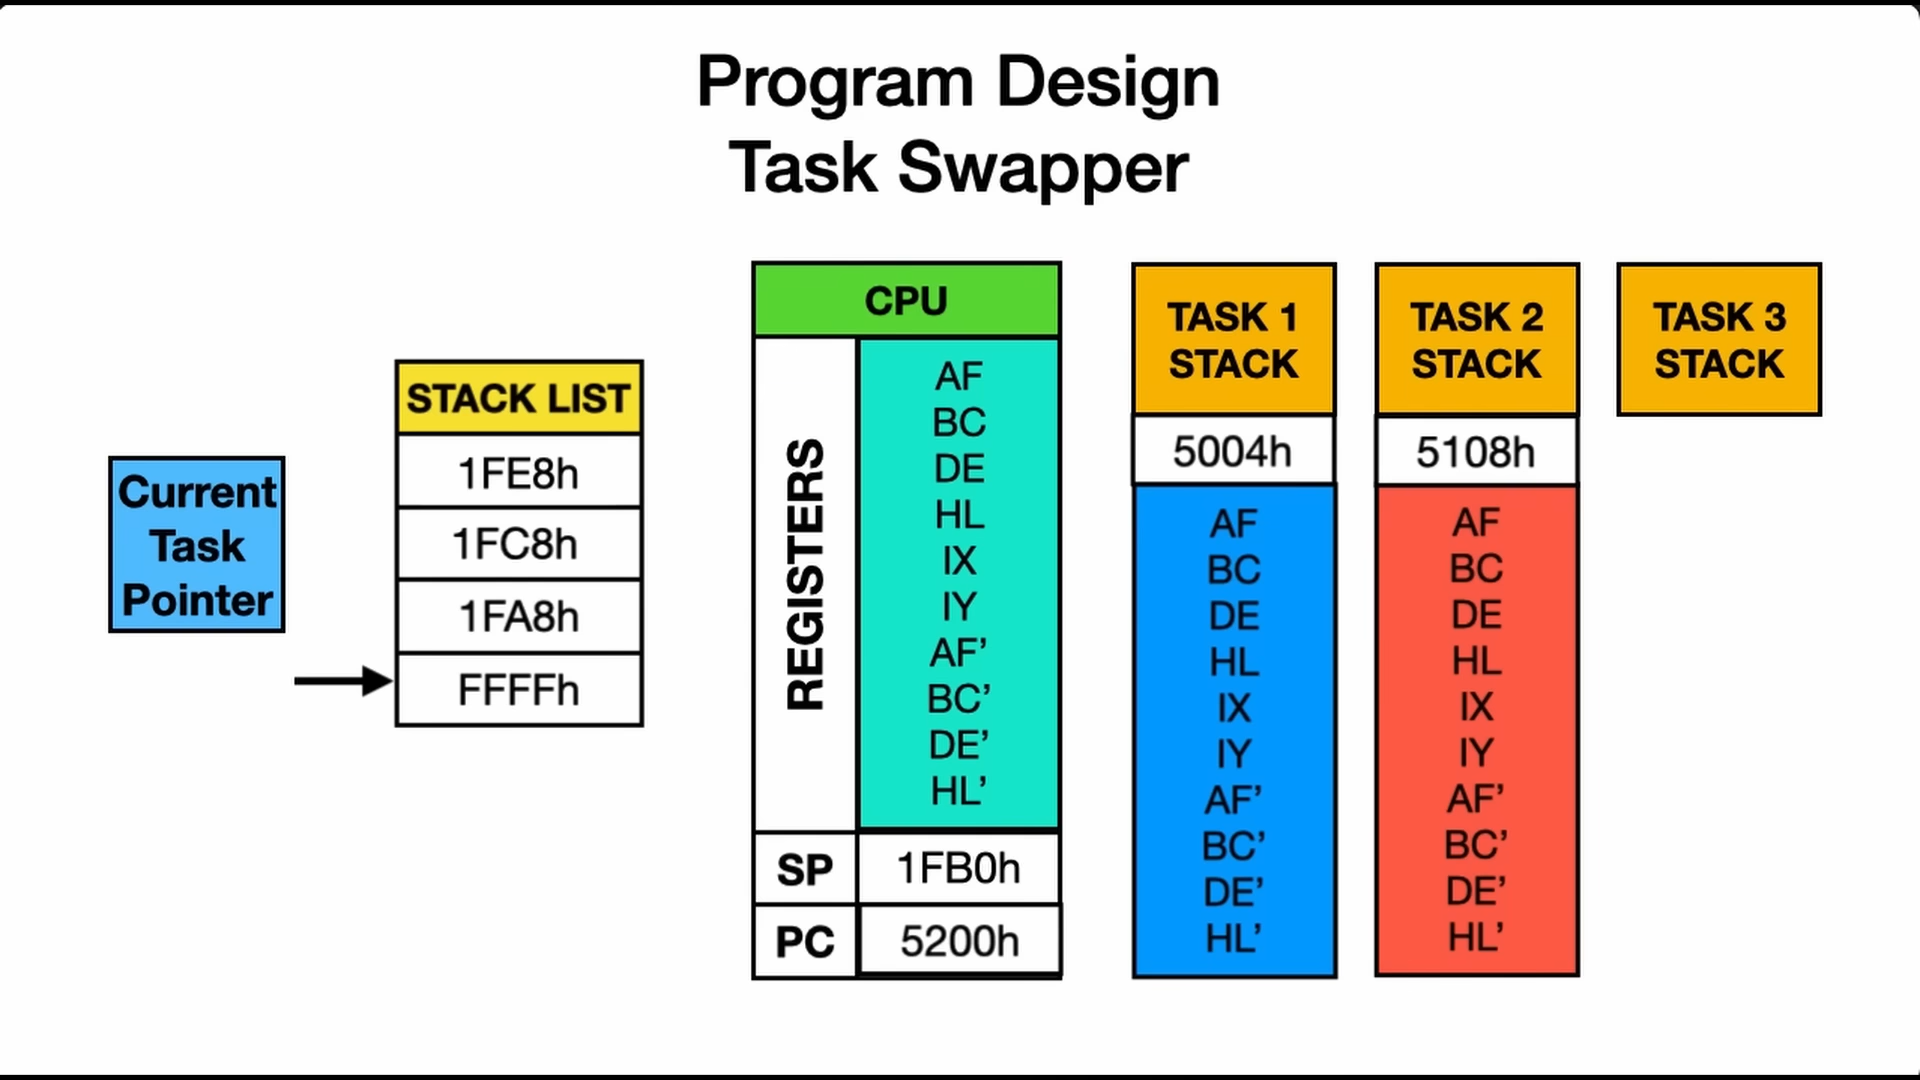 Program Design
Task Swapper
Current
Task
Pointer
STACK LIST
1FE8h
1FC8h
1FA8h
FFFFh
CPU
REGISTERS
AF
BC
DE
HL
IX
IY
AF’
BC’
DE’
HL’
SP
1FB0h
PC
5200h
TASK 1
STACK
5004h
AF
BC
DE
HL
IX
IY
AF’
BC’
DE’
HL’
TASK 2
STACK
5108h
AF
BC
DE
HL
IX
IY
AF’
BC’
DE’
HL’
TASK 3
STACK